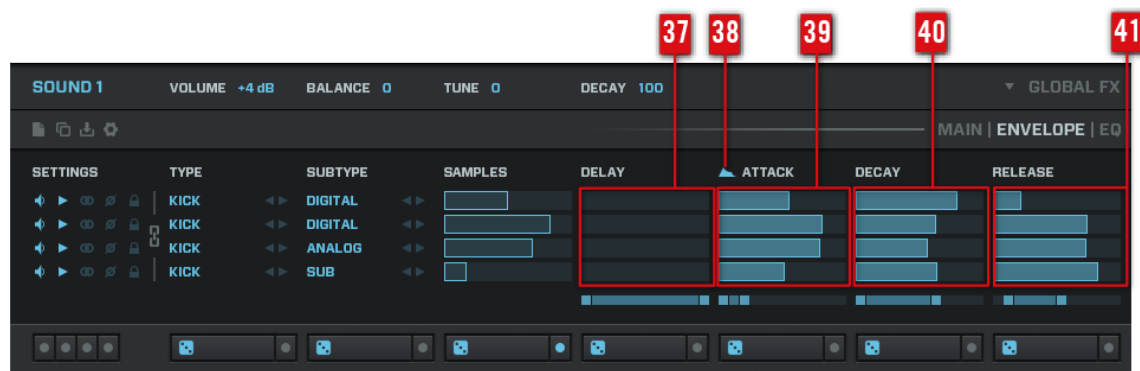 37 38 39 40 41
SOUND 1 VOLUME +4 dB BALANCE 0 TUNE 0 DECAY 100 GLOBAL FX
MAIN | ENVELOPE | EQ
SETTINGS TYPE SUBTYPE SAMPLES DELAY ATTACK DECAY RELEASE
KICK DIGITAL
KICK DIGITAL
KICK ANALOG
KICK SUB